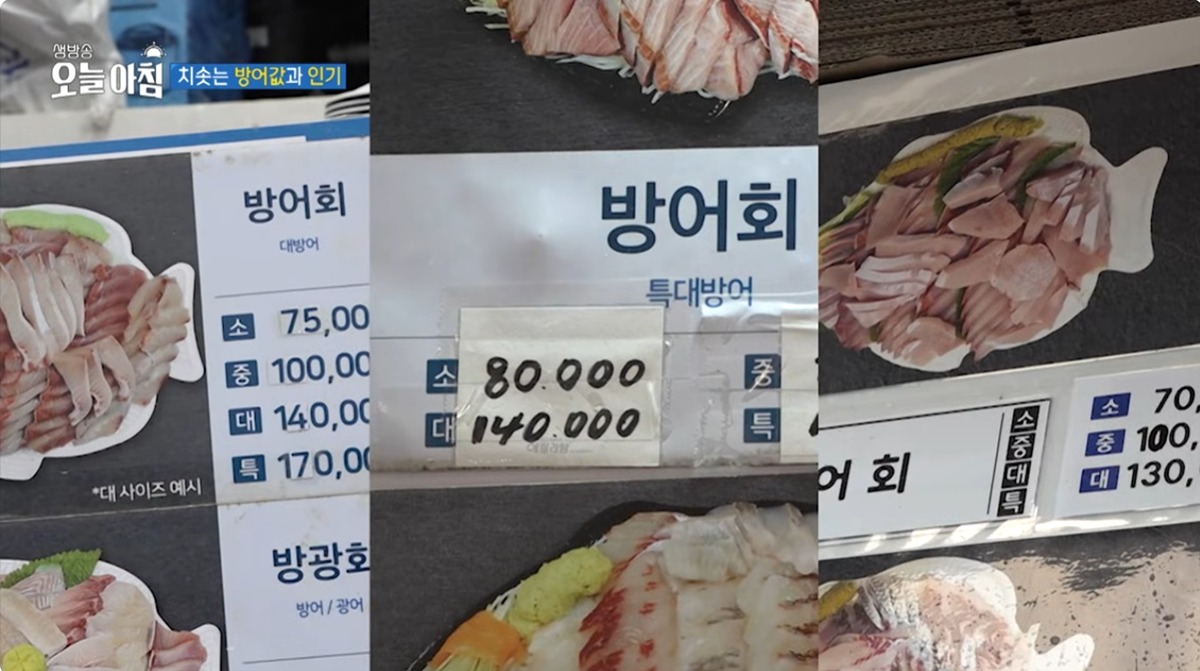 생방송
오늘 아침
치솟는 방어값과 인기
방어회
대방어
소 75,00
중 100,00
대 140,00
특 170,00
*대 사이즈 예시
방광회
방어 / 광어
방어회
특대방어
소 80.000
대 140.000
중
특
어 회
소
중
대
특
소 70,
중 100,
대 130,